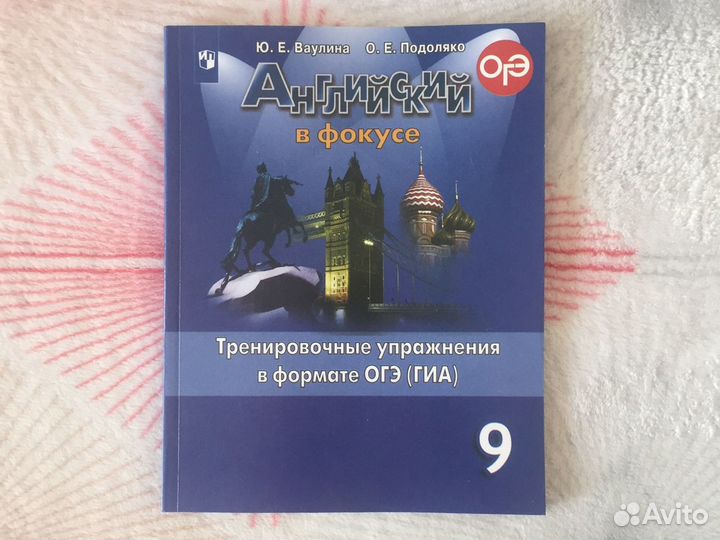 Ю. Е. Ваулина О. Е. Подоляко
ОГЭ
Английский
в фокусе
Тренировочные упражнения
в формате ОГЭ (ГИА)
9
Avito